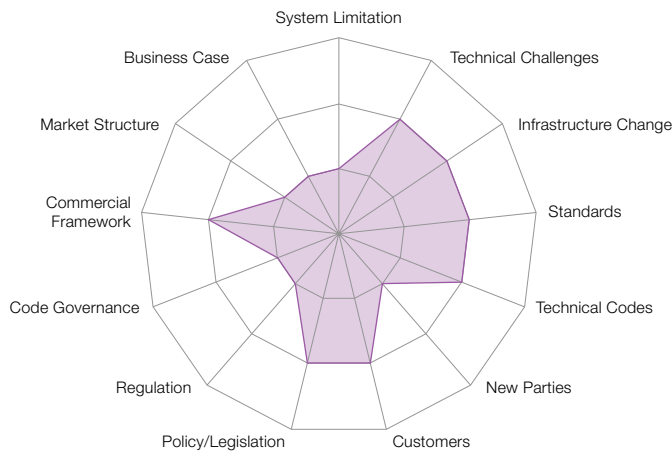 System Limitation
Business Case
Technical Challenges
Market Structure
Infrastructure Change
Commercial
Framework
Standards
Code Governance
Technical Codes
Regulation
New Parties
Policy/Legislation
Customers